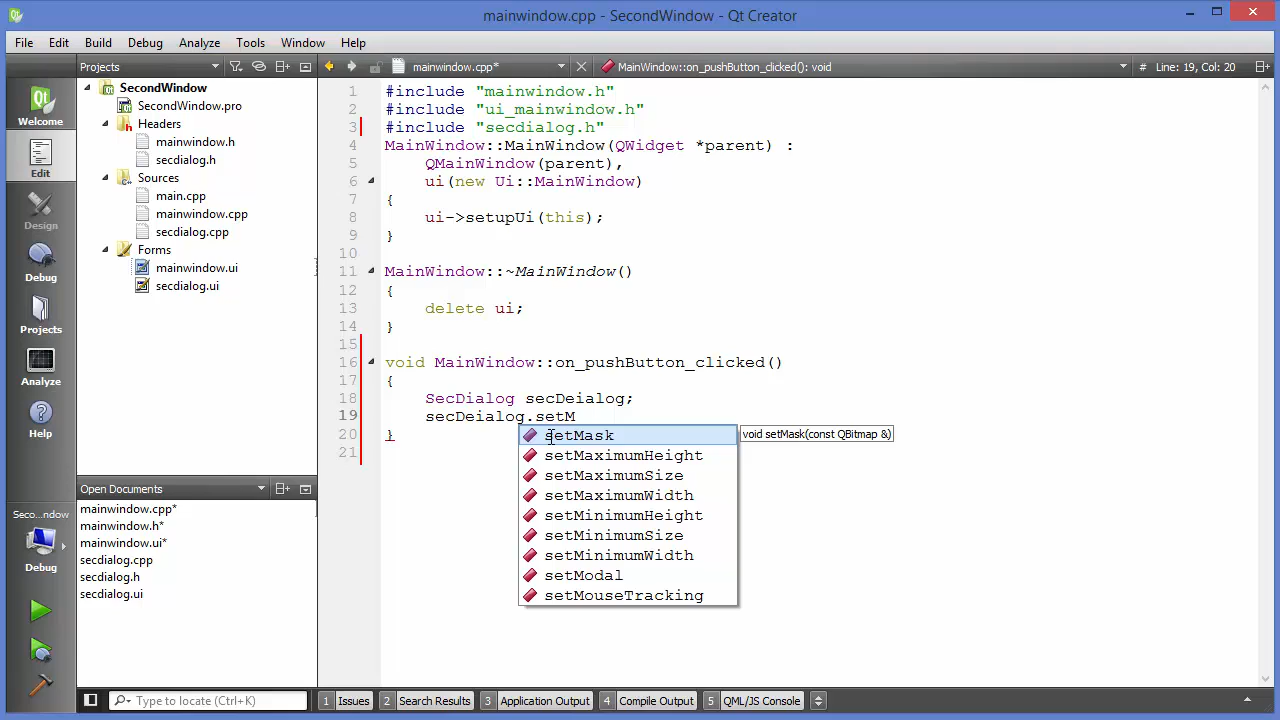 mainwindow.cpp - SecondWindow - Qt Creator
File Edit Build Debug Analyze Tools Window Help
Projects mainwindow.cpp* MainWindow::on_pushButton_clicked(): void # Line: 19, Col: 20
Welcome
Edit
Design
Debug
Projects
Analyze
Help
Seco...ndow
Debug
SecondWindow
SecondWindow.pro
Headers
mainwindow.h
secdialog.h
Sources
main.cpp
mainwindow.cpp
secdialog.cpp
Forms
mainwindow.ui
secdialog.ui
Open Documents
mainwindow.cpp*
mainwindow.h*
mainwindow.ui*
secdialog.cpp
secdialog.h
secdialog.ui
1 #include "mainwindow.h"
2 #include "ui_mainwindow.h"
3 #include "secdialog.h"
4 MainWindow::MainWindow(QWidget *parent) :
5 QMainWindow(parent),
6 ui(new Ui::MainWindow)
7 {
8 ui->setupUi(this);
9 }
10
11 MainWindow::~MainWindow()
12 {
13 delete ui;
14 }
15
16 void MainWindow::on_pushButton_clicked()
17 {
18 SecDialog secDeialog;
19 secDeialog.setM
20 }
21
setMask void setMask(const QBitmap &)
setMaximumHeight
setMaximumSize
setMaximumWidth
setMinimumHeight
setMinimumSize
setMinimumWidth
setModal
setMouseTracking
Type to locate (Ctrl+K) 1 Issues 2 Search Results 3 Application Output 4 Compile Output 5 QML/JS Console